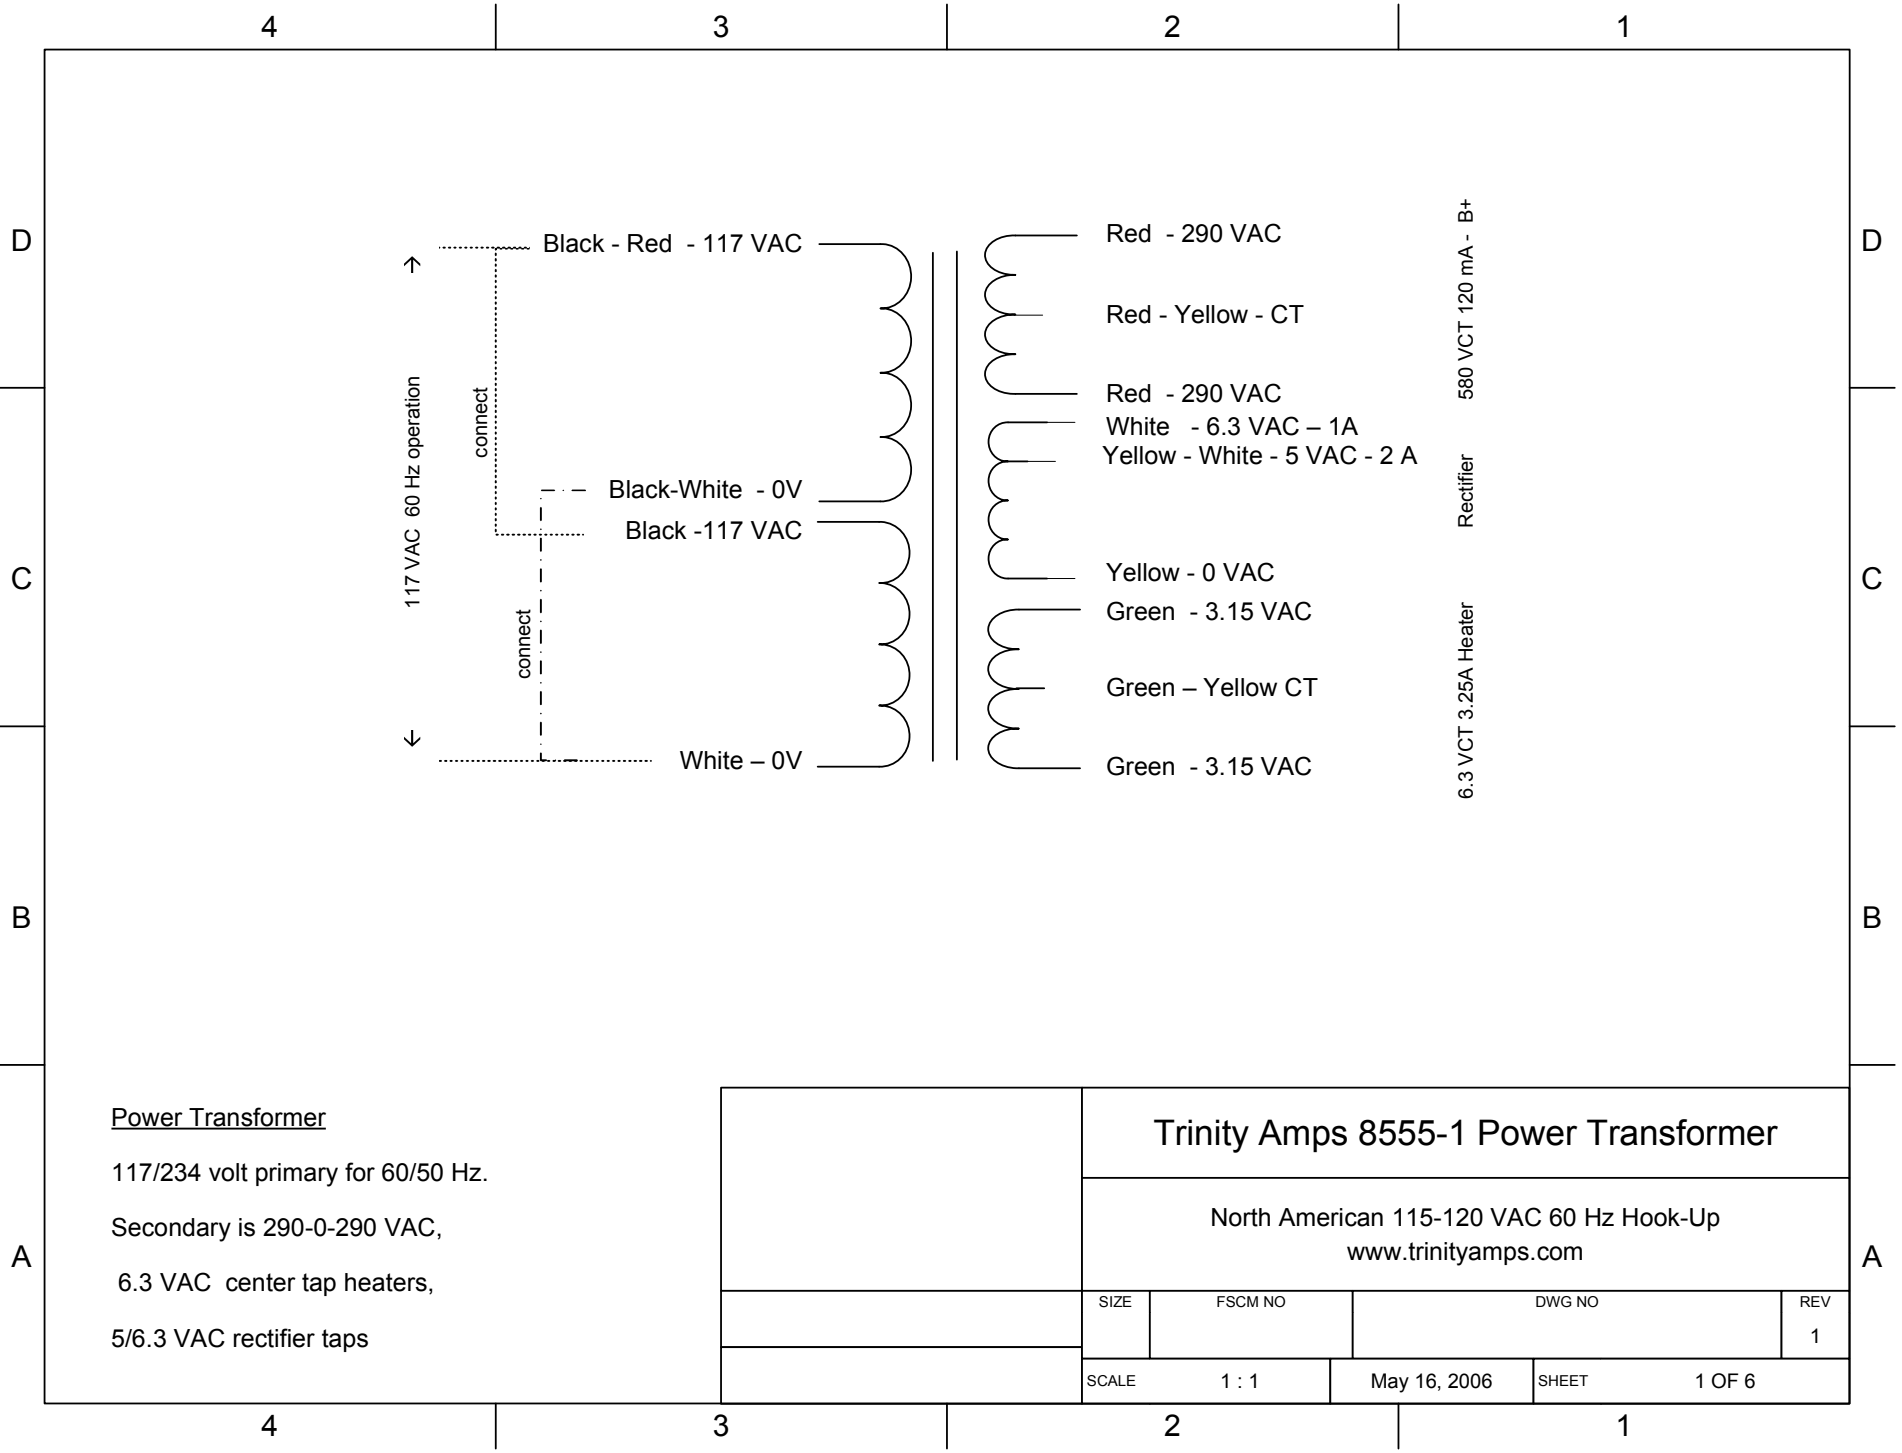 4 3 2 1
D
Black - Red - 117 VAC
Red - 290 VAC
D
Red - Yellow - CT
580 VCT 120 mA - B+
Red - 290 VAC
White - 6.3 VAC – 1A
Yellow - White - 5 VAC - 2 A
117 VAC 60 Hz operation
connect
Black-White - 0V
Black -117 VAC
Rectifier
C
Yellow - 0 VAC
C
Green - 3.15 VAC
connect
Green – Yellow CT
6.3 VCT 3.25A Heater
White – 0V
Green - 3.15 VAC
B
B
Power Transformer
117/234 volt primary for 60/50 Hz.
Secondary is 290-0-290 VAC,
6.3 VAC center tap heaters,
5/6.3 VAC rectifier taps
A
Trinity Amps 8555-1 Power Transformer
North American 115-120 VAC 60 Hz Hook-Up
www.trinityamps.com
A
SIZE FSCM NO DWG NO REV
1
SCALE 1 : 1 May 16, 2006 SHEET 1 OF 6
4 3 2 1